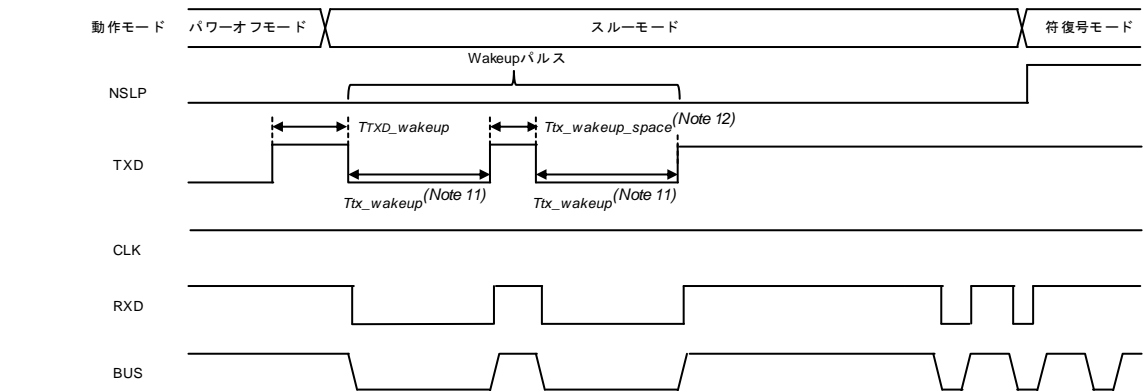 動作モード パワーオフモード スルーモード 符復号モード
Wakeupパルス
NSLP
TTXD_wakeup Ttx_wakeup_space(Note 12)
TXD
Ttx_wakeup(Note 11) Ttx_wakeup(Note 11)
CLK
RXD
BUS